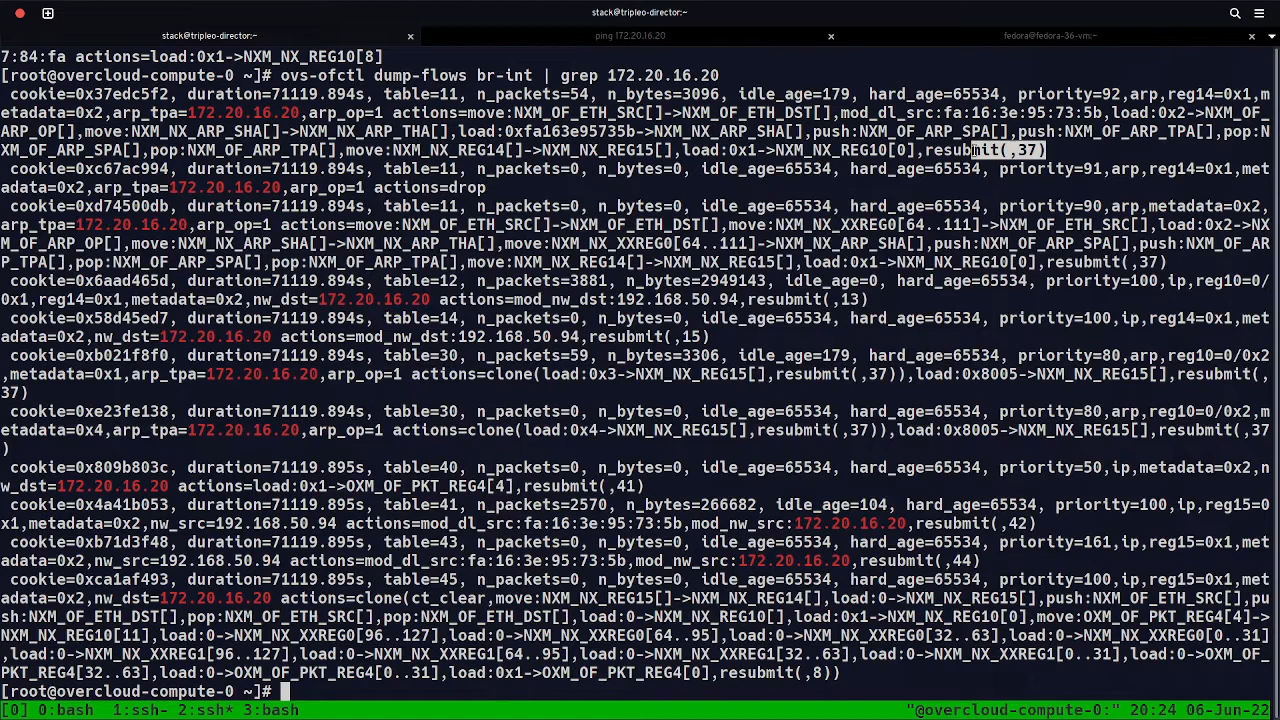 stack@tripleo-director:~
stack@tripleo-director:~ × ping 172.20.16.20 × fedora@fedora-36-vm:~ ×
7:84:fa actions=load:0x1->NXM_NX_REG10[8]
[root@overcloud-compute-0 ~]# ovs-ofctl dump-flows br-int | grep 172.20.16.20
cookie=0x37edc5f2, duration=71119.894s, table=11, n_packets=54, n_bytes=3096, idle_age=179, hard_age=65534, priority=92,arp,reg14=0x1,m
etadata=0x2,arp_tpa=172.20.16.20,arp_op=1 actions=move:NXM_OF_ETH_SRC[]->NXM_OF_ETH_DST[],mod_dl_src:fa:16:3e:95:73:5b,load:0x2->NXM_OF_
ARP_OP[],move:NXM_NX_ARP_SHA[]->NXM_NX_ARP_THA[],load:0xfa163e95735b->NXM_NX_ARP_SHA[],push:NXM_OF_ARP_SPA[],push:NXM_OF_ARP_TPA[],pop:N
XM_OF_ARP_SPA[],pop:NXM_OF_ARP_TPA[],move:NXM_NX_REG14[]->NXM_NX_REG15[],load:0x1->NXM_NX_REG10[0],resubmit(,37)
cookie=0xc67ac994, duration=71119.894s, table=11, n_packets=0, n_bytes=0, idle_age=65534, hard_age=65534, priority=91,arp,reg14=0x1,met
adata=0x2,arp_tpa=172.20.16.20,arp_op=1 actions=drop
cookie=0xd74500db, duration=71119.894s, table=11, n_packets=0, n_bytes=0, idle_age=65534, hard_age=65534, priority=90,arp,metadata=0x2,
arp_tpa=172.20.16.20,arp_op=1 actions=move:NXM_OF_ETH_SRC[]->NXM_OF_ETH_DST[],move:NXM_NX_XXREG0[64..111]->NXM_OF_ETH_SRC[],load:0x2->NX
M_OF_ARP_OP[],move:NXM_NX_ARP_SHA[]->NXM_NX_ARP_THA[],move:NXM_NX_XXREG0[64..111]->NXM_NX_ARP_SHA[],push:NXM_OF_ARP_SPA[],push:NXM_OF_AR
P_TPA[],pop:NXM_OF_ARP_SPA[],pop:NXM_OF_ARP_TPA[],move:NXM_NX_REG14[]->NXM_NX_REG15[],load:0x1->NXM_NX_REG10[0],resubmit(,37)
cookie=0x6aad465d, duration=71119.894s, table=12, n_packets=3881, n_bytes=2949143, idle_age=0, hard_age=65534, priority=100,ip,reg10=0/
0x1,reg14=0x1,metadata=0x2,nw_dst=172.20.16.20 actions=mod_nw_dst:192.168.50.94,resubmit(,13)
cookie=0x58d45ed7, duration=71119.894s, table=14, n_packets=0, n_bytes=0, idle_age=65534, hard_age=65534, priority=100,ip,reg14=0x1,met
adata=0x2,nw_dst=172.20.16.20 actions=mod_nw_dst:192.168.50.94,resubmit(,15)
cookie=0xb021f8f0, duration=71119.894s, table=30, n_packets=59, n_bytes=3306, idle_age=179, hard_age=65534, priority=80,arp,reg10=0/0x2
,metadata=0x1,arp_tpa=172.20.16.20,arp_op=1 actions=clone(load:0x3->NXM_NX_REG15[],resubmit(,37)),load:0x8005->NXM_NX_REG15[],resubmit(,
37)
cookie=0xe23fe138, duration=71119.894s, table=30, n_packets=0, n_bytes=0, idle_age=65534, hard_age=65534, priority=80,arp,reg10=0/0x2,m
etadata=0x4,arp_tpa=172.20.16.20,arp_op=1 actions=clone(load:0x4->NXM_NX_REG15[],resubmit(,37)),load:0x8005->NXM_NX_REG15[],resubmit(,37
)
cookie=0x809b803c, duration=71119.895s, table=40, n_packets=0, n_bytes=0, idle_age=65534, hard_age=65534, priority=50,ip,metadata=0x2,n
w_dst=172.20.16.20 actions=load:0x1->OXM_OF_PKT_REG4[4],resubmit(,41)
cookie=0x4a41b053, duration=71119.895s, table=41, n_packets=2570, n_bytes=266682, idle_age=104, hard_age=65534, priority=100,ip,reg15=0
x1,metadata=0x2,nw_src=192.168.50.94 actions=mod_dl_src:fa:16:3e:95:73:5b,mod_nw_src:172.20.16.20,resubmit(,42)
cookie=0xb71d3f48, duration=71119.895s, table=43, n_packets=0, n_bytes=0, idle_age=65534, hard_age=65534, priority=161,ip,reg15=0x1,met
adata=0x2,nw_src=192.168.50.94 actions=mod_dl_src:fa:16:3e:95:73:5b,mod_nw_src:172.20.16.20,resubmit(,44)
cookie=0xca1af493, duration=71119.895s, table=45, n_packets=0, n_bytes=0, idle_age=65534, hard_age=65534, priority=100,ip,reg15=0x1,met
adata=0x2,nw_dst=172.20.16.20 actions=clone(ct_clear,move:NXM_NX_REG15[]->NXM_NX_REG14[],load:0->NXM_NX_REG15[],push:NXM_OF_ETH_SRC[],pu
sh:NXM_OF_ETH_DST[],pop:NXM_OF_ETH_SRC[],pop:NXM_OF_ETH_DST[],load:0->NXM_NX_REG10[],load:0x1->NXM_NX_REG10[],move:OXM_OF_PKT_REG4[4]->
NXM_NX_REG10[11],load:0->NXM_NX_XXREG0[96..127],load:0->NXM_NX_XXREG0[64..95],load:0->NXM_NX_XXREG0[32..63],load:0->NXM_NX_XXREG0[0..31]
,load:0->NXM_NX_XXREG1[96..127],load:0->NXM_NX_XXREG1[64..95],load:0->NXM_NX_XXREG1[32..63],load:0->NXM_NX_XXREG1[0..31],load:0->OXM_OF_
PKT_REG4[32..63],load:0->OXM_OF_PKT_REG4[0..31],load:0x1->OXM_OF_PKT_REG4[0],resubmit(,8))
[root@overcloud-compute-0 ~]#
[0] 0:bash 1:ssh- 2:ssh* 3:bash "@overcloud-compute-0:" 20:24 06-Jun-22